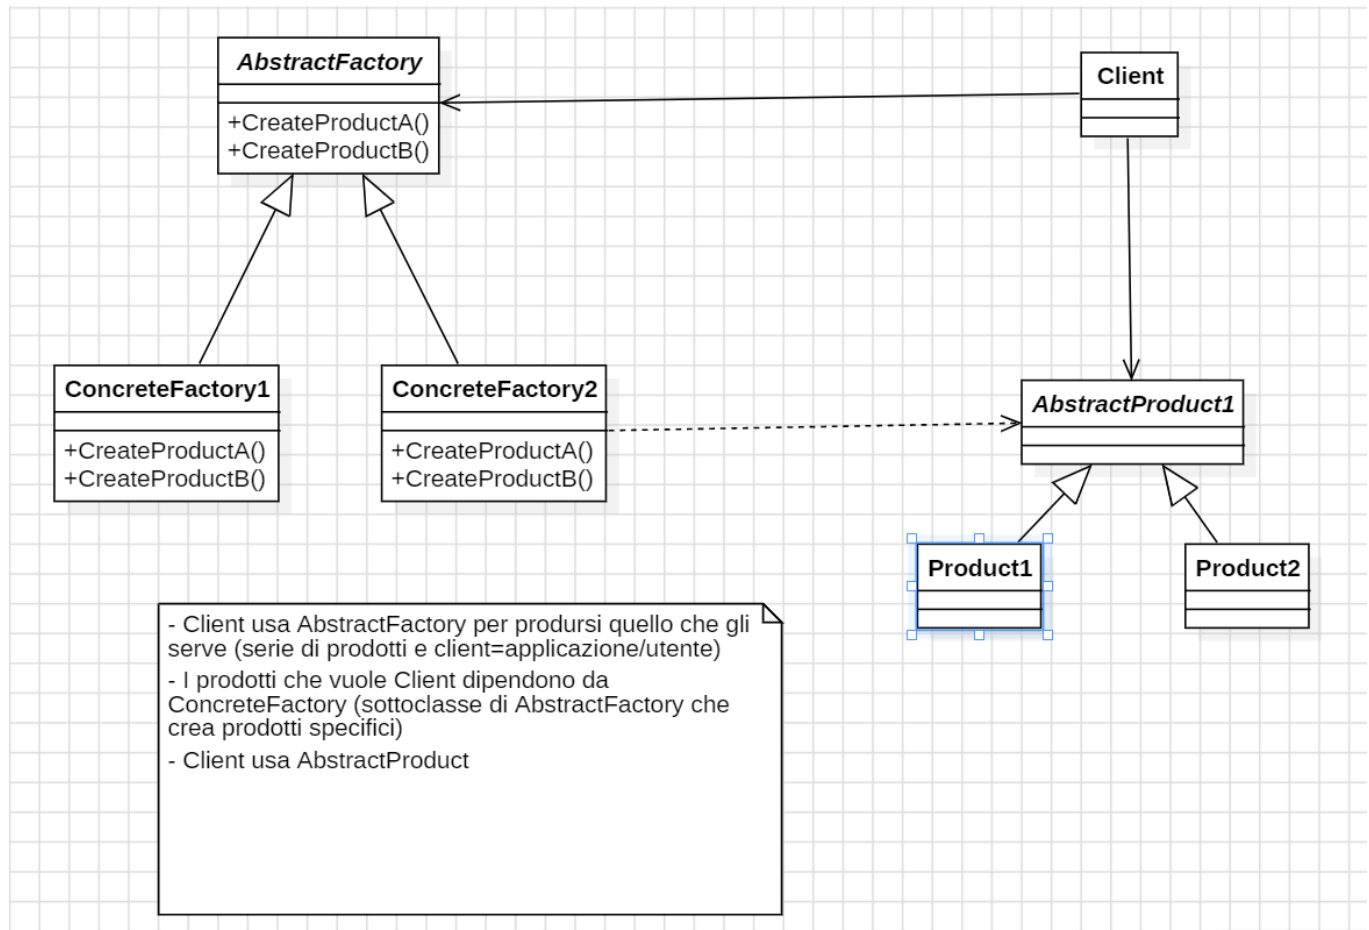 AbstractFactory
+CreateProductA()
+CreateProductB()
Client
ConcreteFactory1
+CreateProductA()
+CreateProductB()
ConcreteFactory2
+CreateProductA()
+CreateProductB()
AbstractProduct1
Product1
Product2
- Client usa AbstractFactory per prodursi quello che gli
serve (serie di prodotti e client=applicazione/utente)
- I prodotti che vuole Client dipendono da
ConcreteFactory (sottoclasse di AbstractFactory che
crea prodotti specifici)
- Client usa AbstractProduct